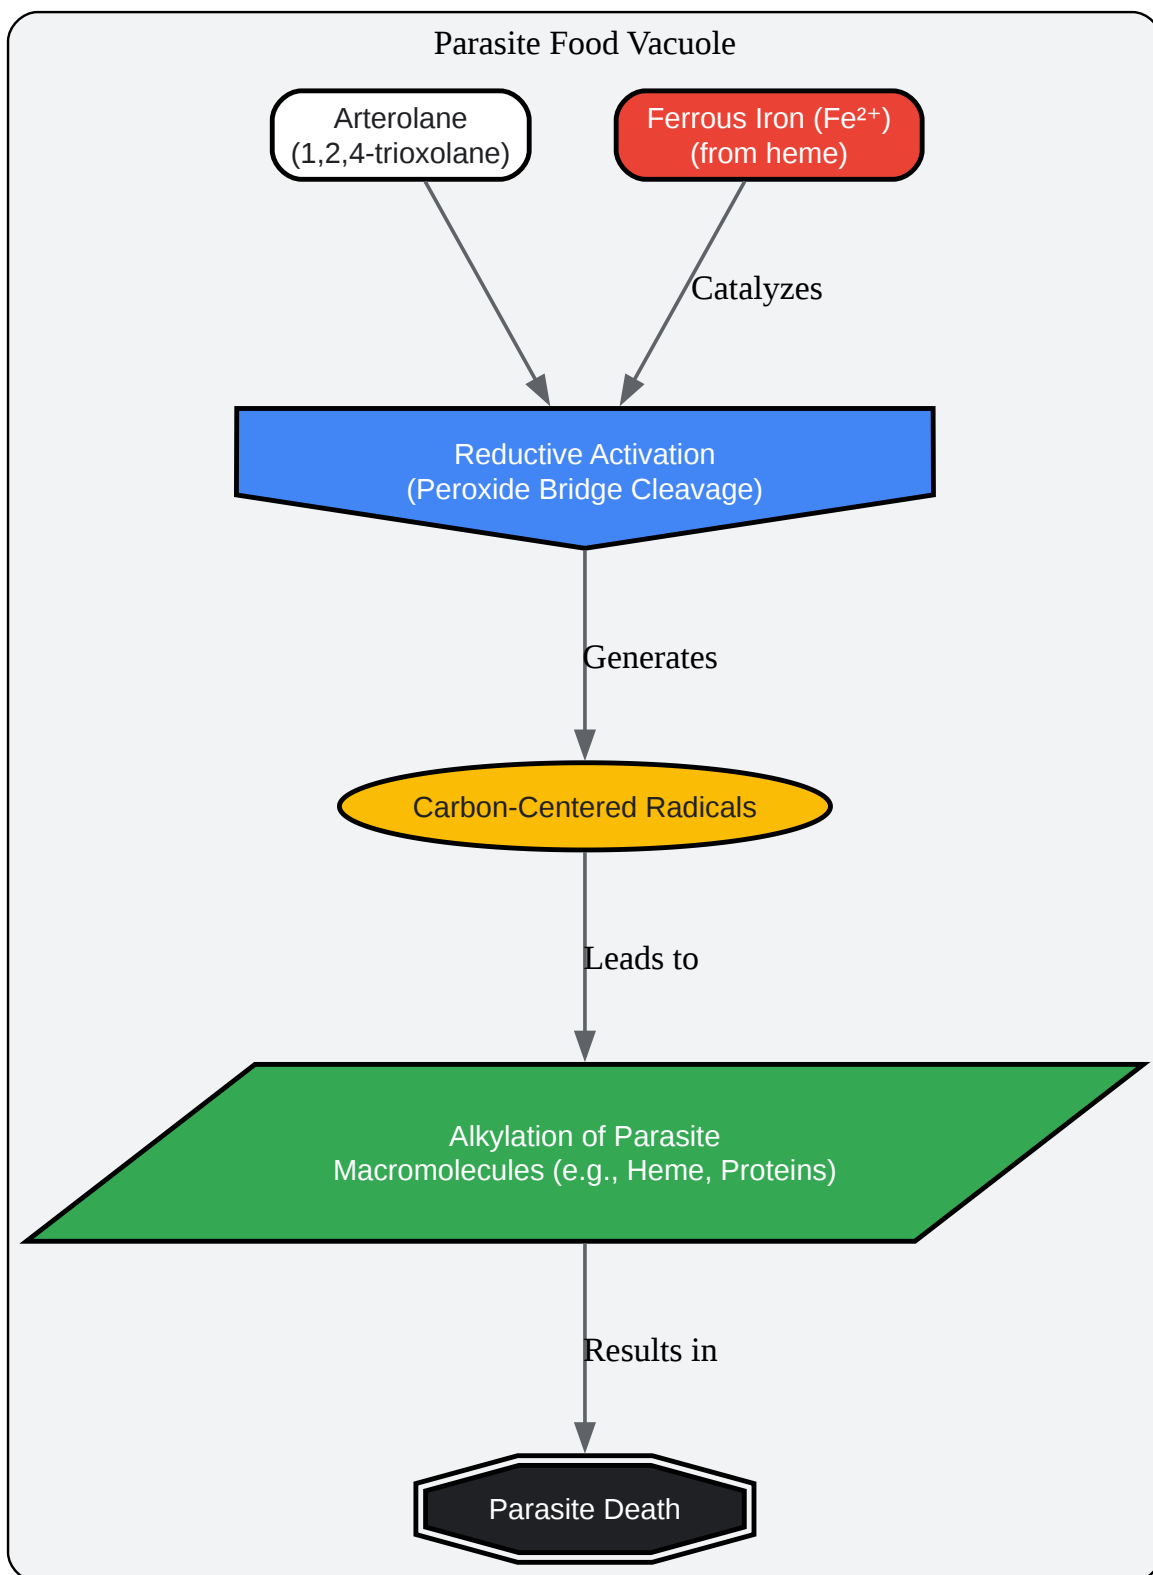 Parasite Food Vacuole
Arterolane
(1,2,4-trioxolane)
Ferrous Iron (Fe²⁺)
(from heme)
Catalyzes
Reductive Activation
(Peroxide Bridge Cleavage)
Generates
Carbon-Centered Radicals
Leads to
Alkylation of Parasite
Macromolecules (e.g., Heme, Proteins)
Results in
Parasite Death